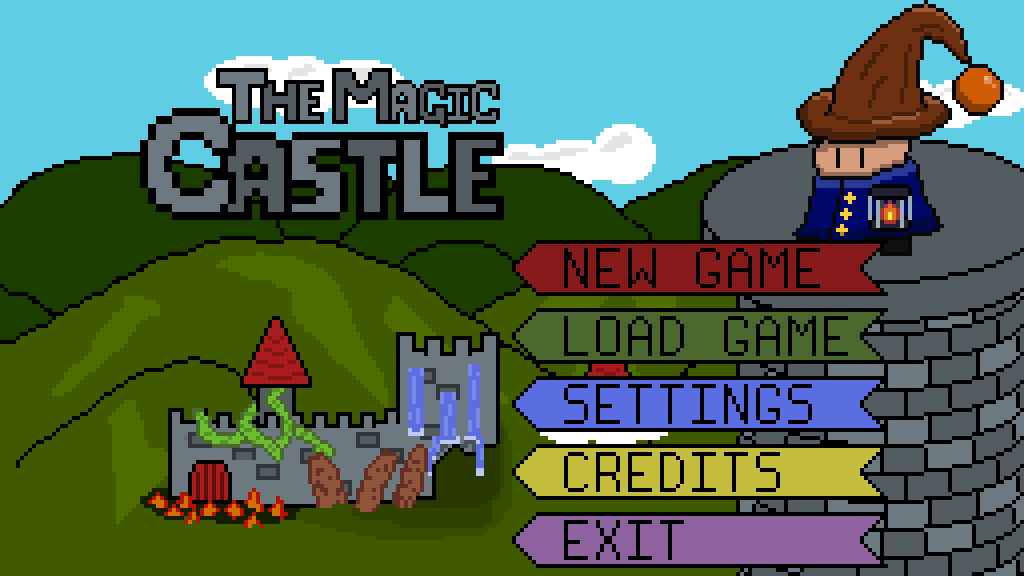 THE MAGIC
CASTLE
NEW GAME
LOAD GAME
SETTINGS
CREDITS
EXIT